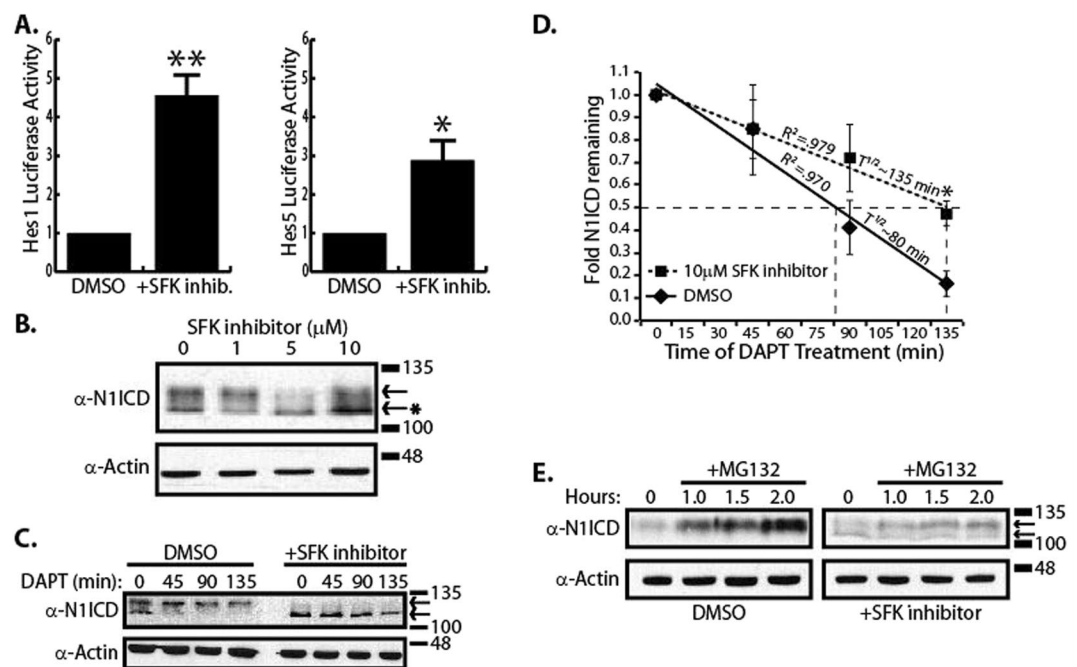 A.
Hes1 Luciferase Activity
6
5
4
3
2
1
0
**
DMSO
+SFK inhib.
Hes5 Luciferase Activity
6
5
4
3
2
1
0
*
DMSO
+SFK inhib.
B.
SFK inhibitor (μM)
0 1 5 10
α-N1ICD
135
←
←*
100
α-Actin
48
C.
DMSO
+SFK inhibitor
DAPT (min): 0 45 90 135 0 45 90 135
α-N1ICD
135
100
α-Actin
48
D.
Fold N1ICD remaining
1.1
1.0
0.9
0.8
0.7
0.6
0.5
0.4
0.3
0.2
0.1
0.0
R²=.979
T^1/2~135 min*
R²=.970
T^1/2~80 min
10μM SFK inhibitor
DMSO
0 15 30 45 60 75 90 105 120 135
Time of DAPT Treatment (min)
E.
+MG132
+MG132
Hours: 0 1.0 1.5 2.0 0 1.0 1.5 2.0
α-N1ICD
135
100
α-Actin
48
DMSO
+SFK inhibitor